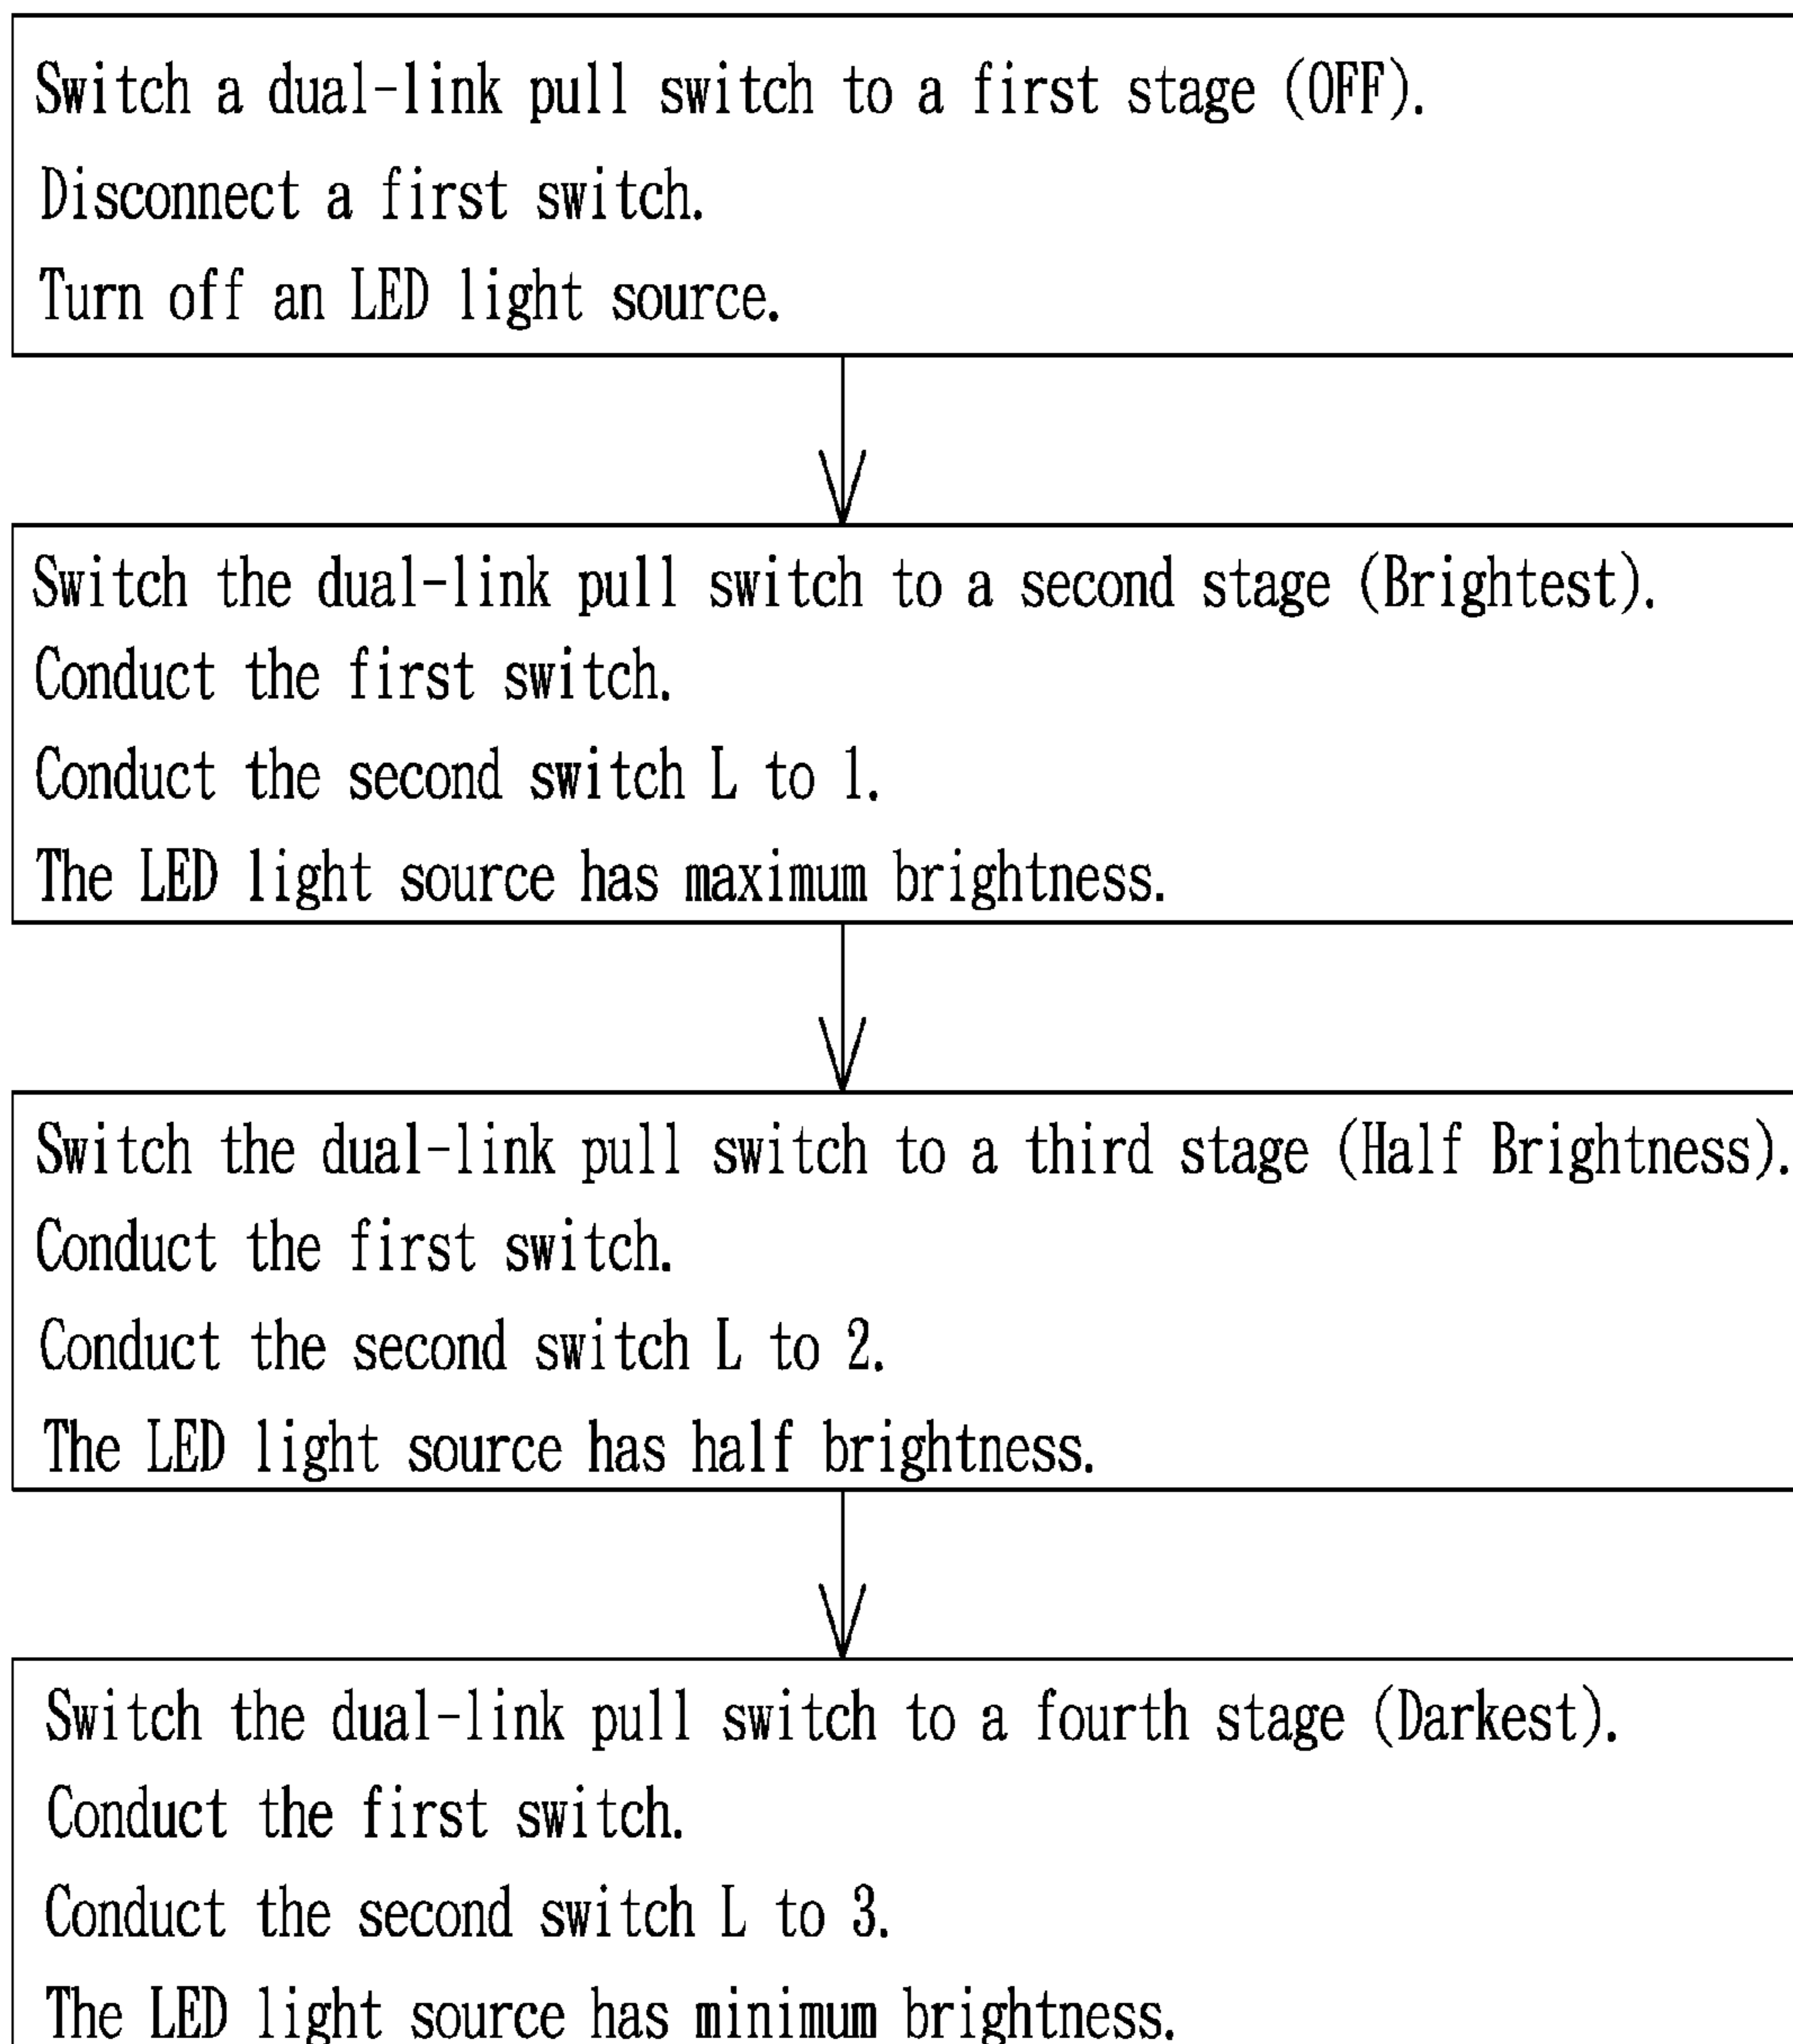 Switch a dual-link pull switch to a first stage (OFF).
Disconnect a first switch.
Turn off an LED light source.
Switch the dual-link pull switch to a second stage (Brightest).
Conduct the first switch.
Conduct the second switch L to 1.
The LED light source has maximum brightness.
Switch the dual-link pull switch to a third stage (Half Brightness).
Conduct the first switch.
Conduct the second switch L to 2.
The LED light source has half brightness.
Switch the dual-link pull switch to a fourth stage (Darkest).
Conduct the first switch.
Conduct the second switch L to 3.
The LED light source has minimum brightness.